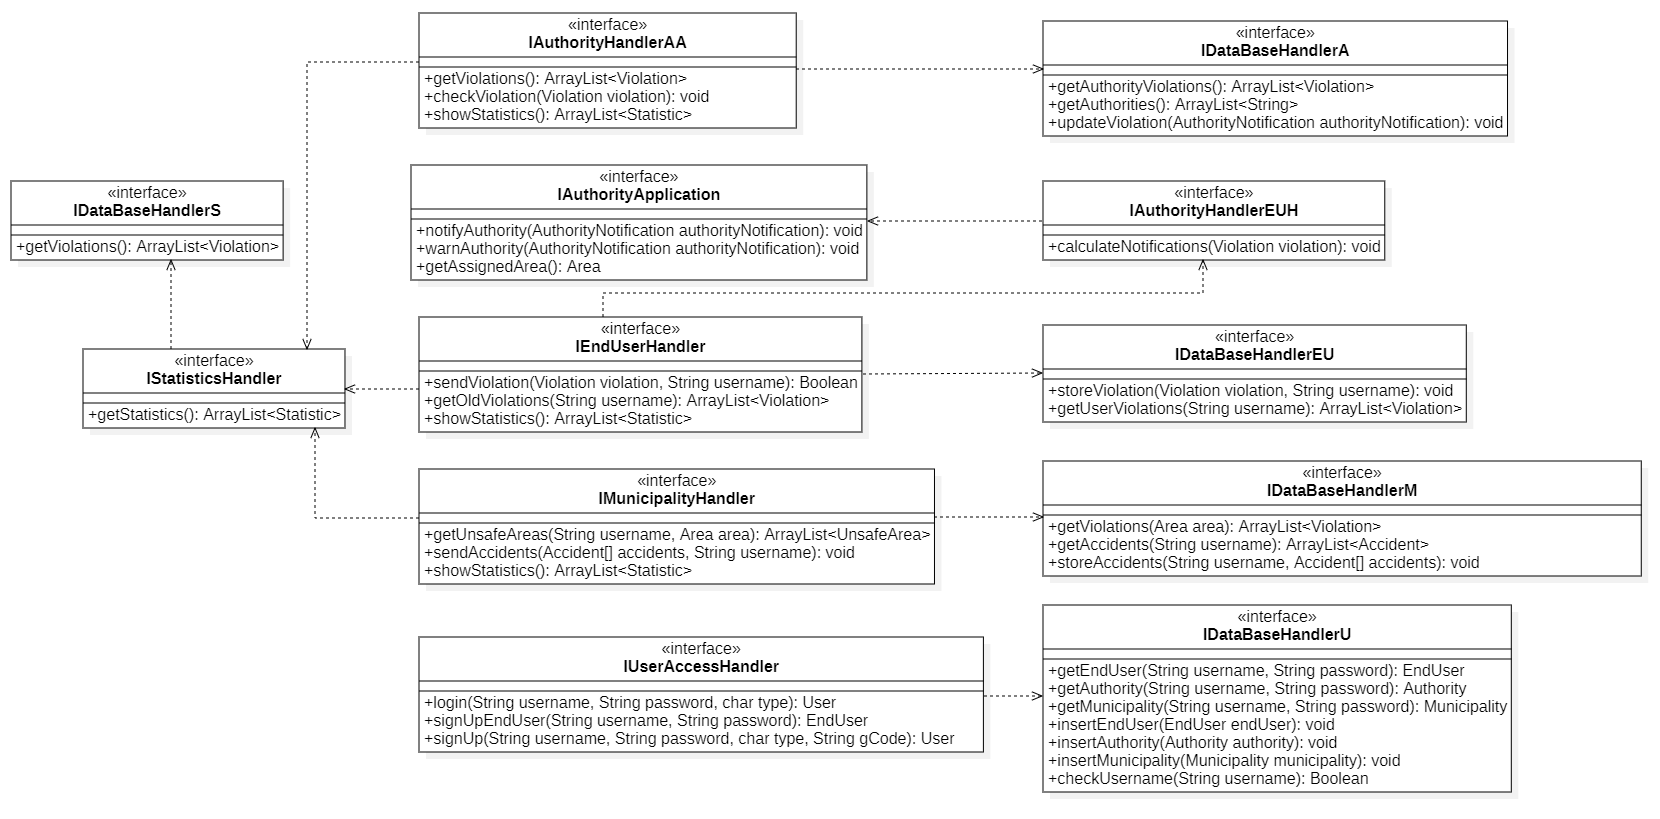 «interface»
IAuthorityHandlerAA
+getViolations(): ArrayList<Violation>
+checkViolation(Violation violation): void
+showStatistics(): ArrayList<Statistic>
«interface»
IDataBaseHandlerA
+getAuthorityViolations(): ArrayList<Violation>
+getAuthorities(): ArrayList<String>
+updateViolation(AuthorityNotification authorityNotification): void
«interface»
IDataBaseHandlerS
+getViolations(): ArrayList<Violation>
«interface»
IAuthorityApplication
+notifyAuthority(AuthorityNotification authorityNotification): void
+warnAuthority(AuthorityNotification authorityNotification): void
+getAssignedArea(): Area
«interface»
IAuthorityHandlerEUH
+calculateNotifications(Violation violation): void
«interface»
IStatisticsHandler
+getStatistics(): ArrayList<Statistic>
«interface»
IEndUserHandler
+sendViolation(Violation violation, String username): Boolean
+getOldViolations(String username): ArrayList<Violation>
+showStatistics(): ArrayList<Statistic>
«interface»
IDataBaseHandlerEU
+storeViolation(Violation violation, String username): void
+getUserViolations(String username): ArrayList<Violation>
«interface»
IMunicipalityHandler
+getUnsafeAreas(String username, Area area): ArrayList<UnsafeArea>
+sendAccidents(Accident[] accidents, String username): void
+showStatistics(): ArrayList<Statistic>
«interface»
IDataBaseHandlerM
+getViolations(Area area): ArrayList<Violation>
+getAccidents(String username): ArrayList<Accident>
+storeAccidents(String username, Accident[] accidents): void
«interface»
IUserAccessHandler
+login(String username, String password, char type): User
+signUpEndUser(String username, String password): EndUser
+signUp(String username, String password, char type, String gCode): User
«interface»
IDataBaseHandlerU
+getEndUser(String username, String password): EndUser
+getAuthority(String username, String password): Authority
+getMunicipality(String username, String password): Municipality
+insertEndUser(EndUser endUser): void
+insertAuthority(Authority authority): void
+insertMunicipality(Municipality municipality): void
+checkUsername(String username): Boolean